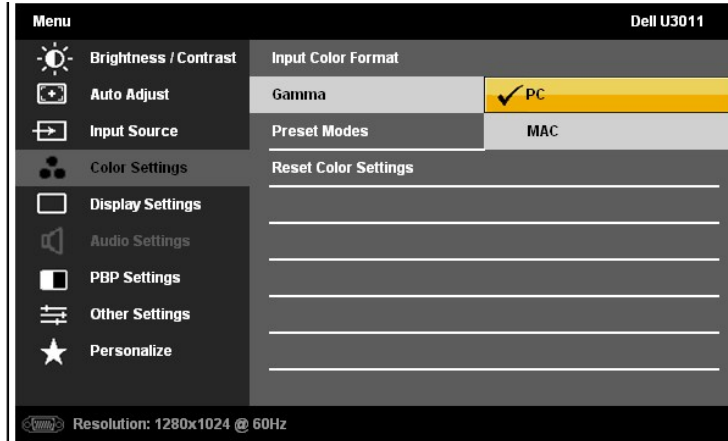 Menu Dell U3011
Brightness / Contrast Input Color Format
Auto Adjust Gamma PC
Input Source Preset Modes MAC
Color Settings Reset Color Settings
Display Settings
Audio Settings
PBP Settings
Other Settings
Personalize
Resolution: 1280x1024 @ 60Hz